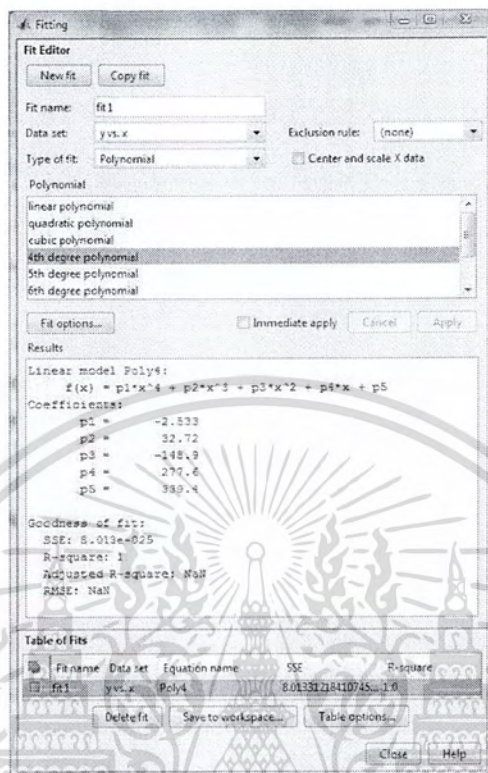 Fitting
Fit Editor
New fit Copy fit
Fit name: fit 1
Data set: y vs. x Exclusion rule: (none)
Type of fit: Polynomial Center and scale X data
Polynomial
linear polynomial
quadratic polynomial
cubic polynomial
4th degree polynomial
5th degree polynomial
6th degree polynomial
Fit options... Immediate apply Cancel Apply
Results
Linear model Poly4:
f(x) = p1*x^4 + p2*x^3 + p3*x^2 + p4*x + p5
Coefficients:
p1 = -2.533
p2 = 32.72
p3 = -148.9
p4 = 277.6
p5 = 339.4
Goodness of fit:
SSE: 8.013e-025
R-square: 1
Adjusted R-square: NaN
RMSE: NaN
Table of Fits
Fit name Data set Equation name SSE R-square
fit 1 y vs. x Poly4 8.01331218410745... 1.0
Delete fit Save to workspace... Table options...
Close Help